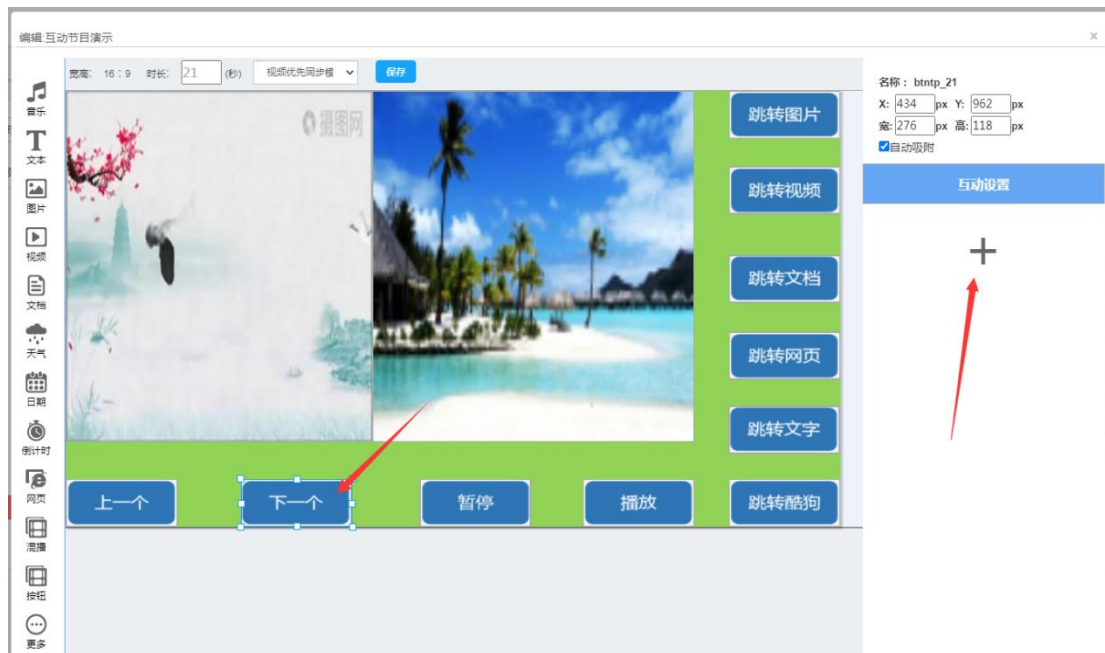 编辑:互动节目演示
×
宽高: 16:9 时长: 21 (秒) 视频优先同步播 保存
音乐
文本
图片
视频
文档
天气
日期
倒计时
网页
混播
按钮
更多
摄图网
跳转图片
跳转视频
跳转文档
跳转网页
跳转文字
上一个 下一个 暂停 播放 跳转酷狗
名称: btntp_21
X: 434 px Y: 962 px
宽: 276 px 高: 118 px
自动吸附
互动设置
+